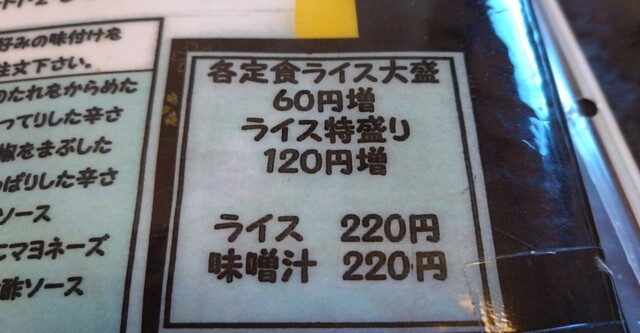 好みの味付けを
注文下さい。
のたれをからめた
ってりした辛さ
椒をまぶした
っぱりした辛さ
ソース
マヨネーズ
酢ソース
各定食ライス大盛
60円増
ライス特盛り
120円増
ライス 220円
味噌汁 220円